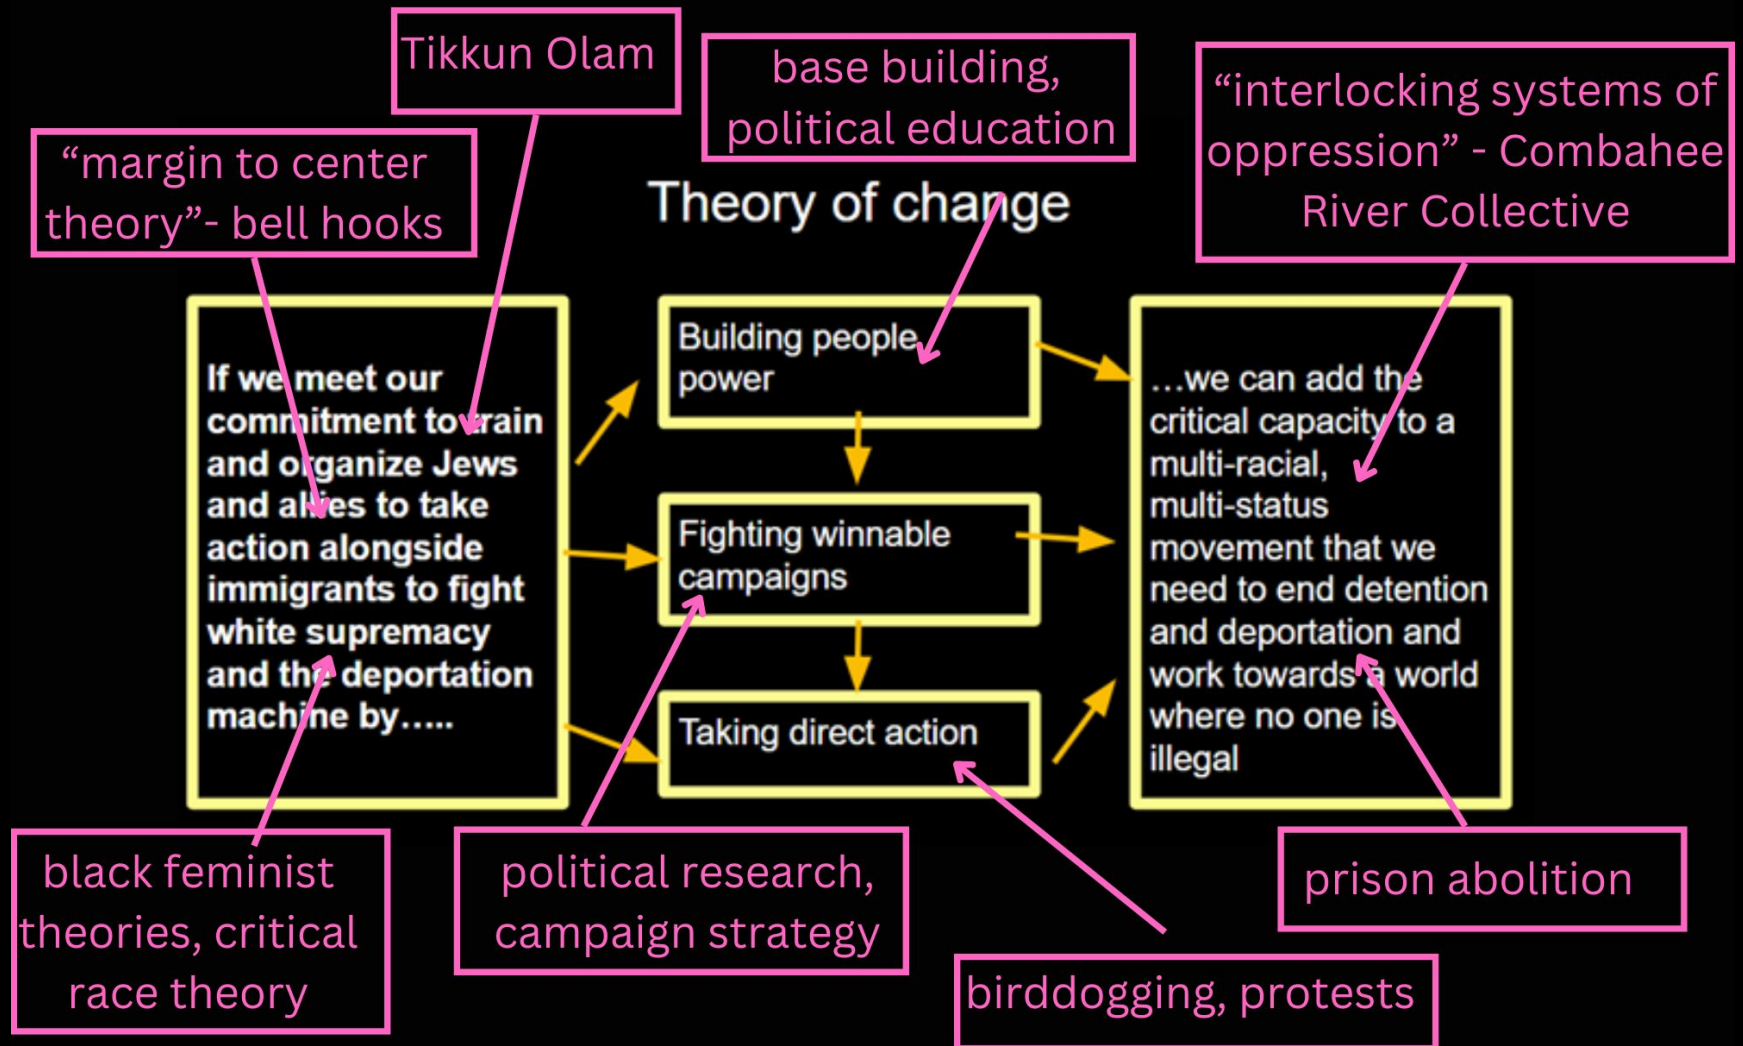 Tikkun Olam
base building,
political education
“interlocking systems of
oppression” - Combahee
River Collective
“margin to center
theory”- bell hooks
Theory of change
If we meet our
commitment to train
and organize Jews
and allies to take
action alongside
immigrants to fight
white supremacy
and the deportation
machine by.....
Building people
power
Fighting winnable
campaigns
Taking direct action
...we can add the
critical capacity to a
multi-racial,
multi-status
movement that we
need to end detention
and deportation and
work towards a world
where no one is
illegal
black feminist
theories, critical
race theory
political research,
campaign strategy
birddogging, protests
prison abolition